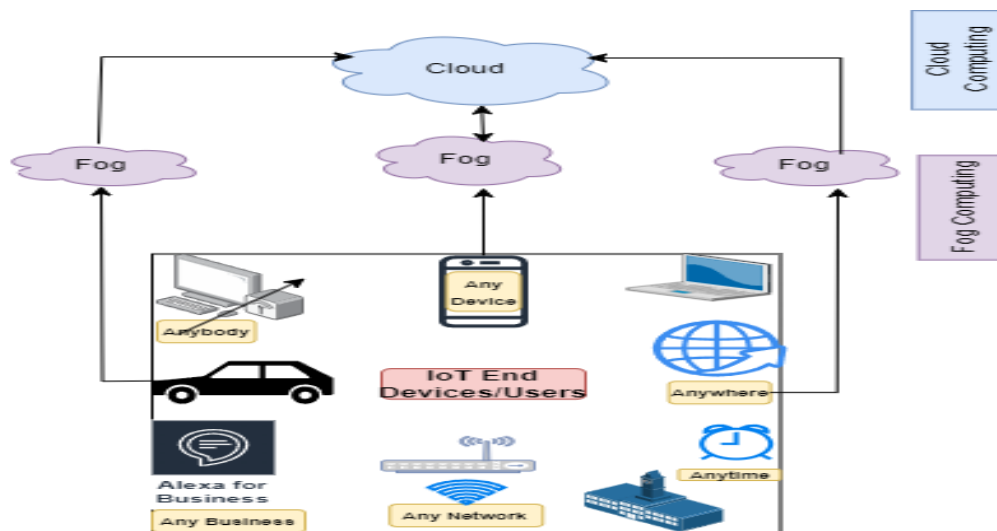 Cloud
Cloud
Computing
Fog
Fog
Fog
Fog Computing
Any
Device
Anybody
IoT End
Devices/Users
Anywhere
Alexa for
Business
Anytime
Any Business
Any Network